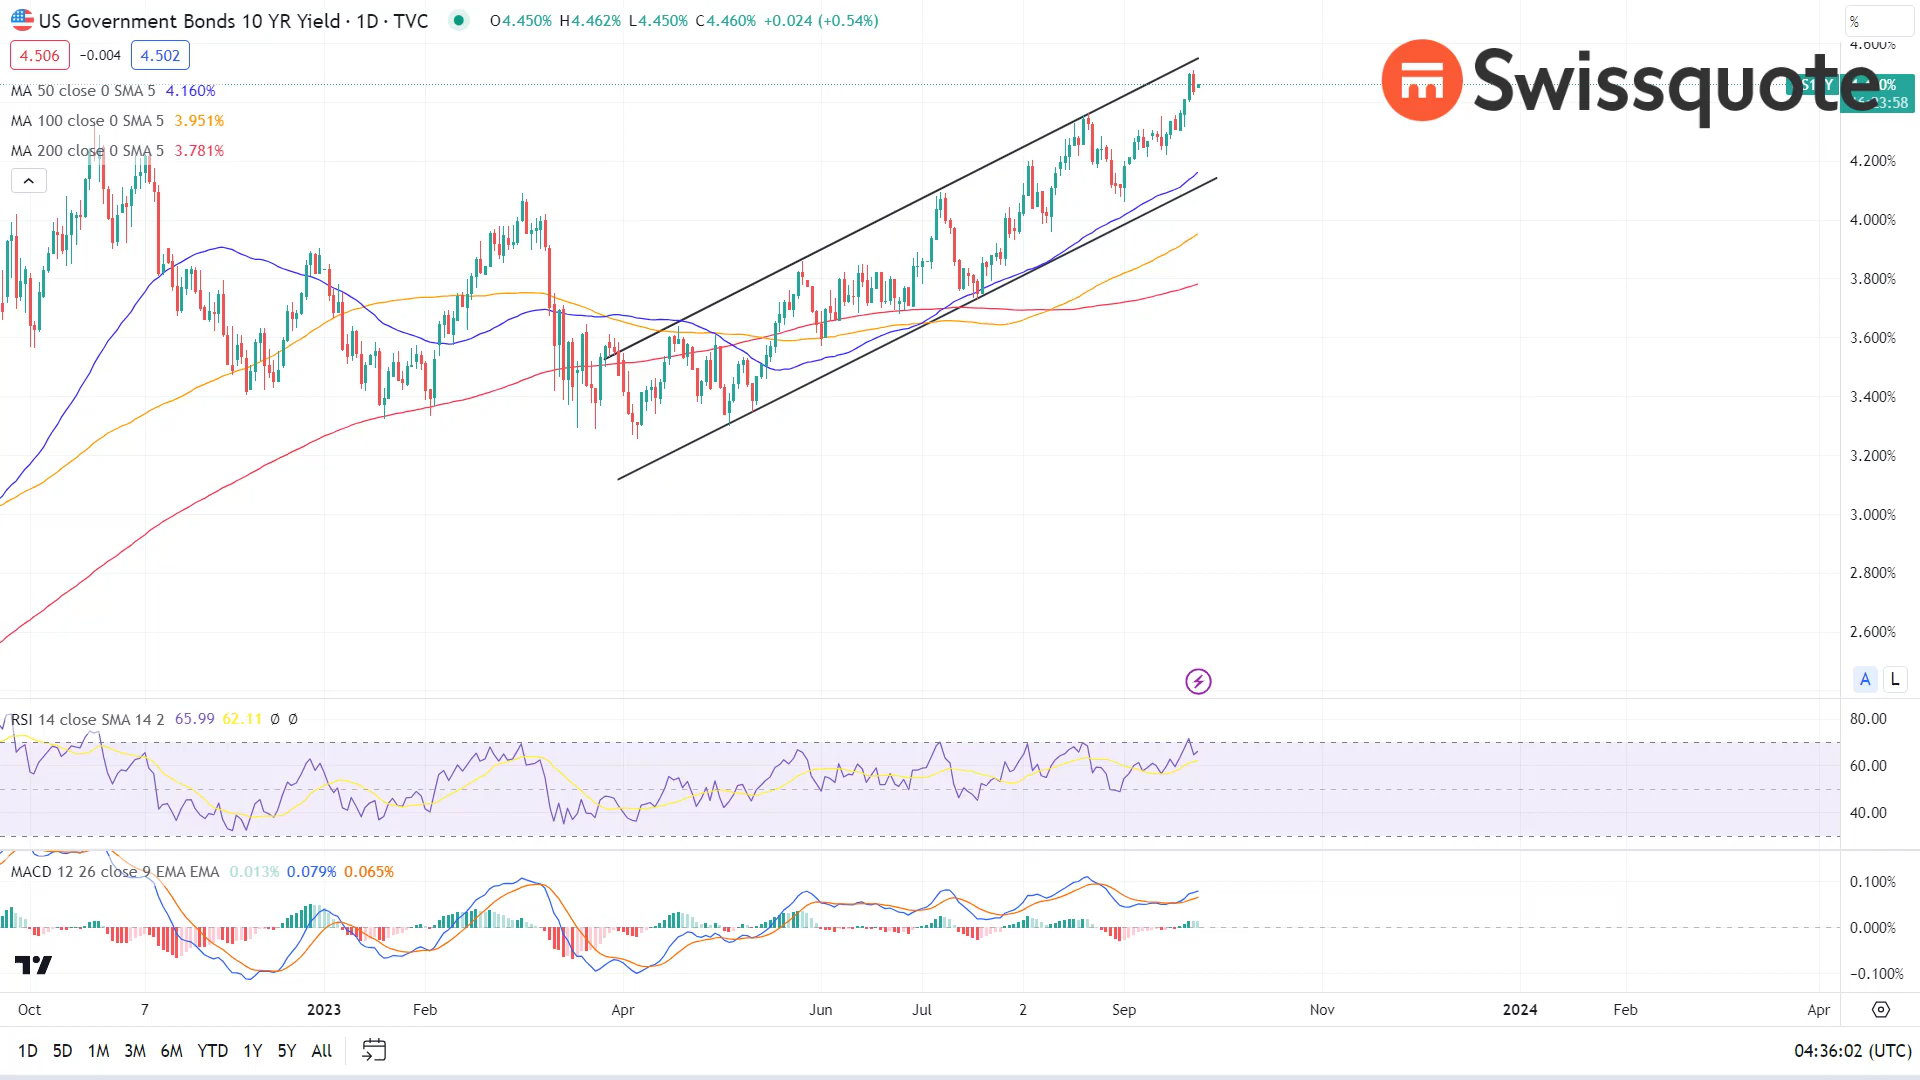 US Government Bonds 10 YR Yield · 1D · TVC O4.450% H4.462% L4.450% C4.460% +0.024 (+0.54%)
4.506 −0.004 4.502
MA 50 close 0 SMA 5 4.160%
MA 100 close 0 SMA 5 3.951%
MA 200 close 0 SMA 5 3.781%
Swissquote
%
4.600%
4.200%
4.000%
3.800%
3.600%
3.400%
3.200%
3.000%
2.800%
2.600%
A L
RSI 14 close SMA 14 2 65.99 62.11 Ø Ø
80.00
60.00
40.00
MACD 12 26 close 9 EMA EMA 0.013% 0.079% 0.065%
0.100%
0.000%
−0.100%
Oct 7 2023 Feb Apr Jun Jul 2 Sep Nov 2024 Feb Apr
1D 5D 1M 3M 6M YTD 1Y 5Y All
04:36:02 (UTC)